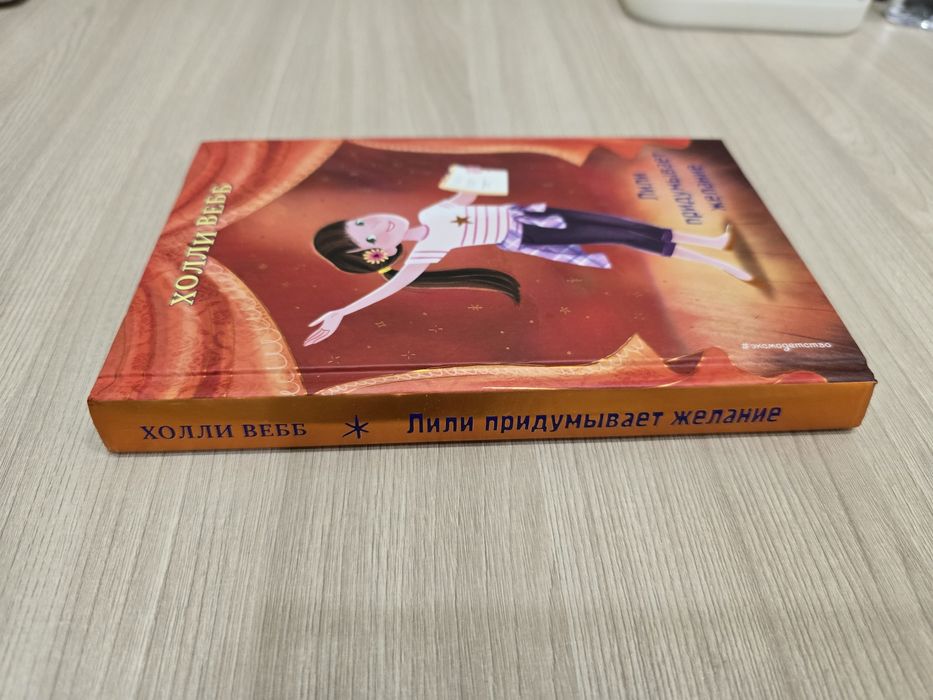 ХОЛЛИ ВЕББ
Лили
придумывает
желание
#эксмодетство
ХОЛЛИ ВЕББ * Лили придумывает желание